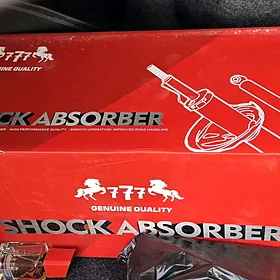 777
GENUINE QUALITY
SHOCK ABSORBER
HIGH PERFORMANCE QUALITY · SMOOTH OPERATION · IMPROVED ROAD HANDLING
777
GENUINE QUALITY
SHOCK ABSORBER